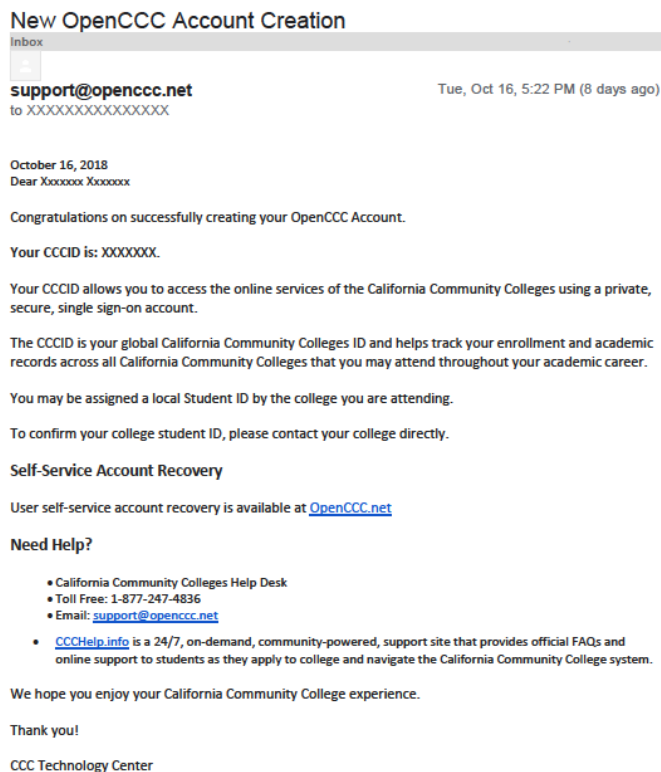 New OpenCCC Account Creation
Inbox
support@openccc.net
Tue, Oct 16, 5:22 PM (8 days ago)
to XXXXXXXXXXXXXXX
October 16, 2018
Dear Xxxxxxx Xxxxxxx
Congratulations on successfully creating your OpenCCC Account.
Your CCCID is: XXXXXXX.
Your CCCID allows you to access the online services of the California Community Colleges using a private,
secure, single sign-on account.
The CCCID is your global California Community Colleges ID and helps track your enrollment and academic
records across all California Community Colleges that you may attend throughout your academic career.
You may be assigned a local Student ID by the college you are attending.
To confirm your college student ID, please contact your college directly.
Self-Service Account Recovery
User self-service account recovery is available at OpenCCC.net
Need Help?
• California Community Colleges Help Desk
• Toll Free: 1-877-247-4836
• Email: support@openccc.net
• CCCHelp.info is a 24/7, on-demand, community-powered, support site that provides official FAQs and
online support to students as they apply to college and navigate the California Community College system.
We hope you enjoy your California Community College experience.
Thank you!
CCC Technology Center